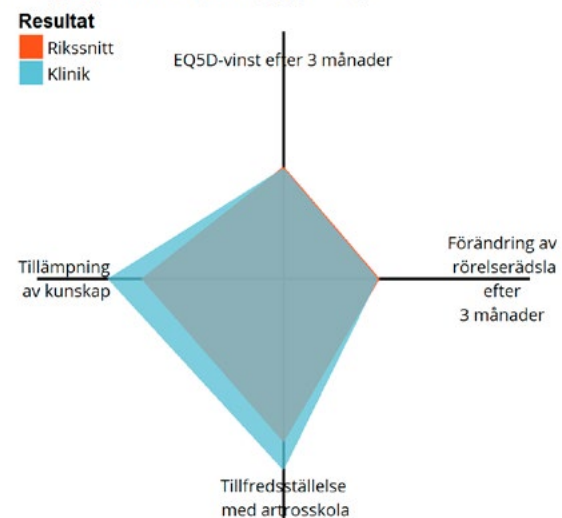 Resultat
Rikssnitt
Klinik
EQ5D-vinst efter 3 månader
Förändring av
rörelserädsla
efter
3 månader
Tillämpning
av kunskap
Tillfredsställelse
med artrosskola